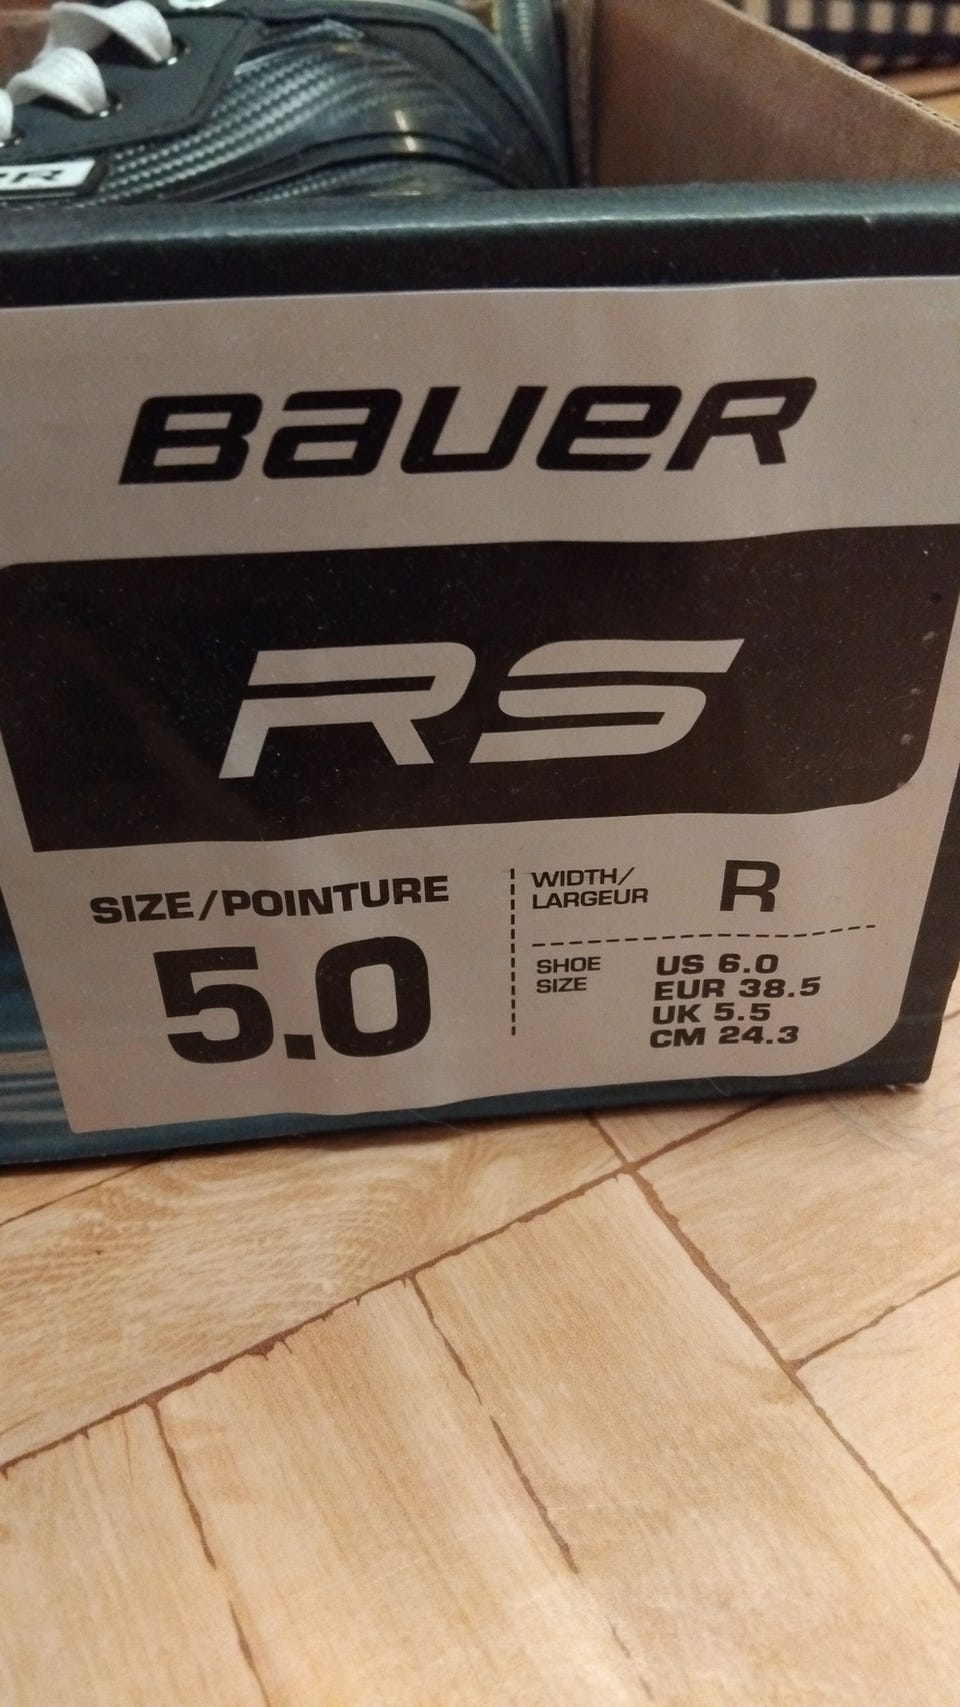 BAUER
RS
SIZE/POINTURE
5.0
WIDTH/
LARGEUR
R
SHOE
SIZE
US 6.0
EUR 38.5
UK 5.5
CM 24.3